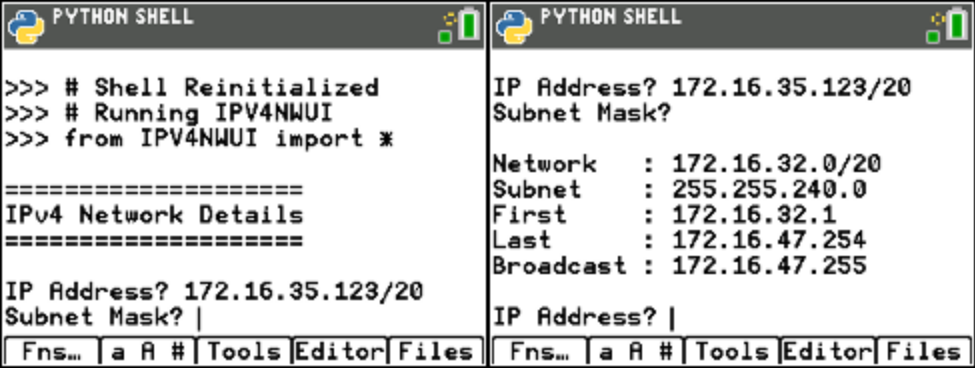 PYTHON SHELL
>>> # Shell Reinitialized
>>> # Running IPV4NWUI
>>> from IPV4NWUI import *
====================
IPv4 Network Details
====================
IP Address? 172.16.35.123/20
Subnet Mask?
Fns… a A # Tools Editor Files
PYTHON SHELL
IP Address? 172.16.35.123/20
Subnet Mask?
Network   : 172.16.32.0/20
Subnet    : 255.255.240.0
First     : 172.16.32.1
Last      : 172.16.47.254
Broadcast : 172.16.47.255
IP Address?
Fns… a A # Tools Editor Files